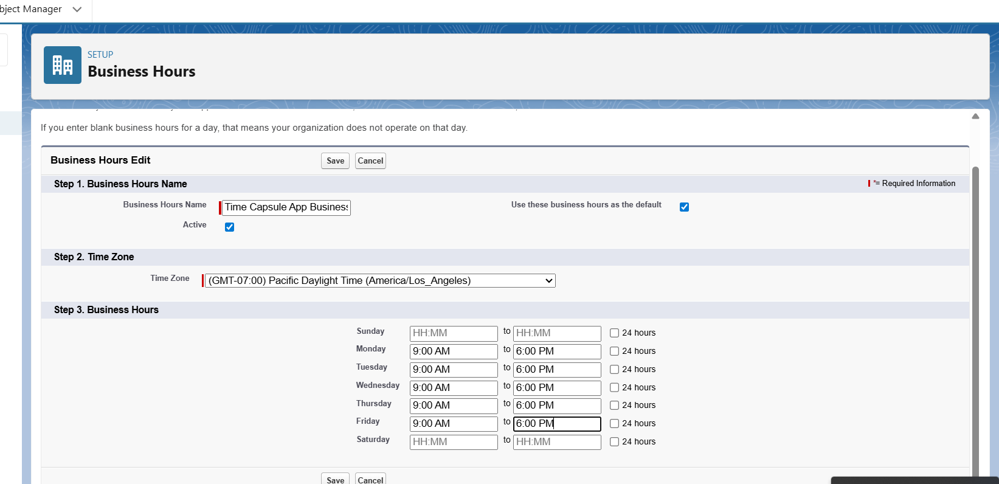 bject Manager
SETUP
Business Hours
If you enter blank business hours for a day, that means your organization does not operate on that day.
Business Hours Edit Save Cancel
Step 1. Business Hours Name *= Required Information
Business Hours Name Time Capsule App Business Use these business hours as the default
Active
Step 2. Time Zone
Time Zone (GMT-07:00) Pacific Daylight Time (America/Los_Angeles)
Step 3. Business Hours
Sunday HH:MM to HH:MM 24 hours
Monday 9:00 AM to 6:00 PM 24 hours
Tuesday 9:00 AM to 6:00 PM 24 hours
Wednesday 9:00 AM to 6:00 PM 24 hours
Thursday 9:00 AM to 6:00 PM 24 hours
Friday 9:00 AM to 6:00 PM 24 hours
Saturday HH:MM to HH:MM 24 hours
Save Cancel